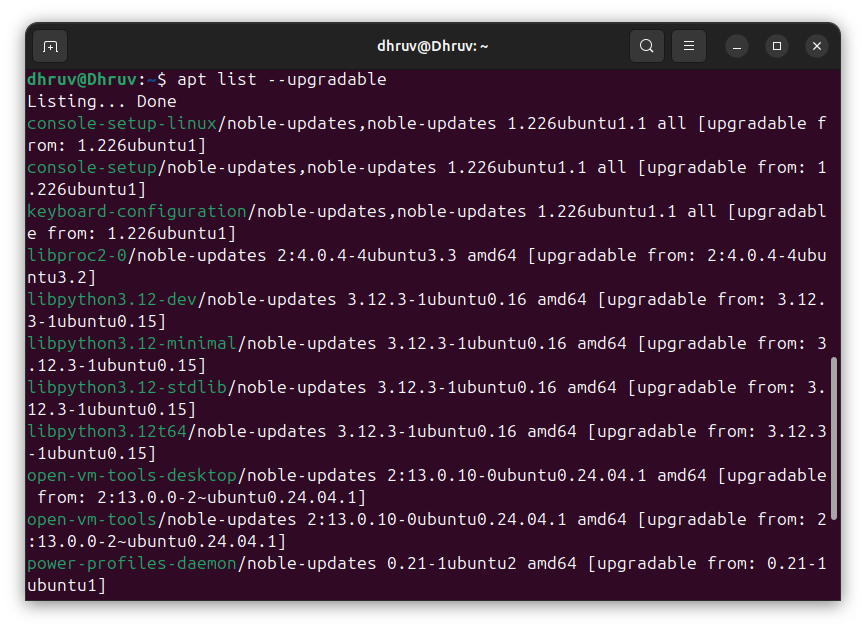 dhruv@Dhruv: ~
dhruv@Dhruv:~$ apt list --upgradable
Listing... Done
console-setup-linux/noble-updates,noble-updates 1.226ubuntu1.1 all [upgradable f
rom: 1.226ubuntu1]
console-setup/noble-updates,noble-updates 1.226ubuntu1.1 all [upgradable from: 1
.226ubuntu1]
keyboard-configuration/noble-updates,noble-updates 1.226ubuntu1.1 all [upgradabl
e from: 1.226ubuntu1]
libproc2-0/noble-updates 2:4.0.4-4ubuntu3.3 amd64 [upgradable from: 2:4.0.4-4ubu
ntu3.2]
libpython3.12-dev/noble-updates 3.12.3-1ubuntu0.16 amd64 [upgradable from: 3.12.
3-1ubuntu0.15]
libpython3.12-minimal/noble-updates 3.12.3-1ubuntu0.16 amd64 [upgradable from: 3
.12.3-1ubuntu0.15]
libpython3.12-stdlib/noble-updates 3.12.3-1ubuntu0.16 amd64 [upgradable from: 3.
12.3-1ubuntu0.15]
libpython3.12t64/noble-updates 3.12.3-1ubuntu0.16 amd64 [upgradable from: 3.12.3
-1ubuntu0.15]
open-vm-tools-desktop/noble-updates 2:13.0.10-0ubuntu0.24.04.1 amd64 [upgradable
 from: 2:13.0.0-2~ubuntu0.24.04.1]
open-vm-tools/noble-updates 2:13.0.10-0ubuntu0.24.04.1 amd64 [upgradable from: 2
:13.0.0-2~ubuntu0.24.04.1]
power-profiles-daemon/noble-updates 0.21-1ubuntu2 amd64 [upgradable from: 0.21-1
ubuntu1]